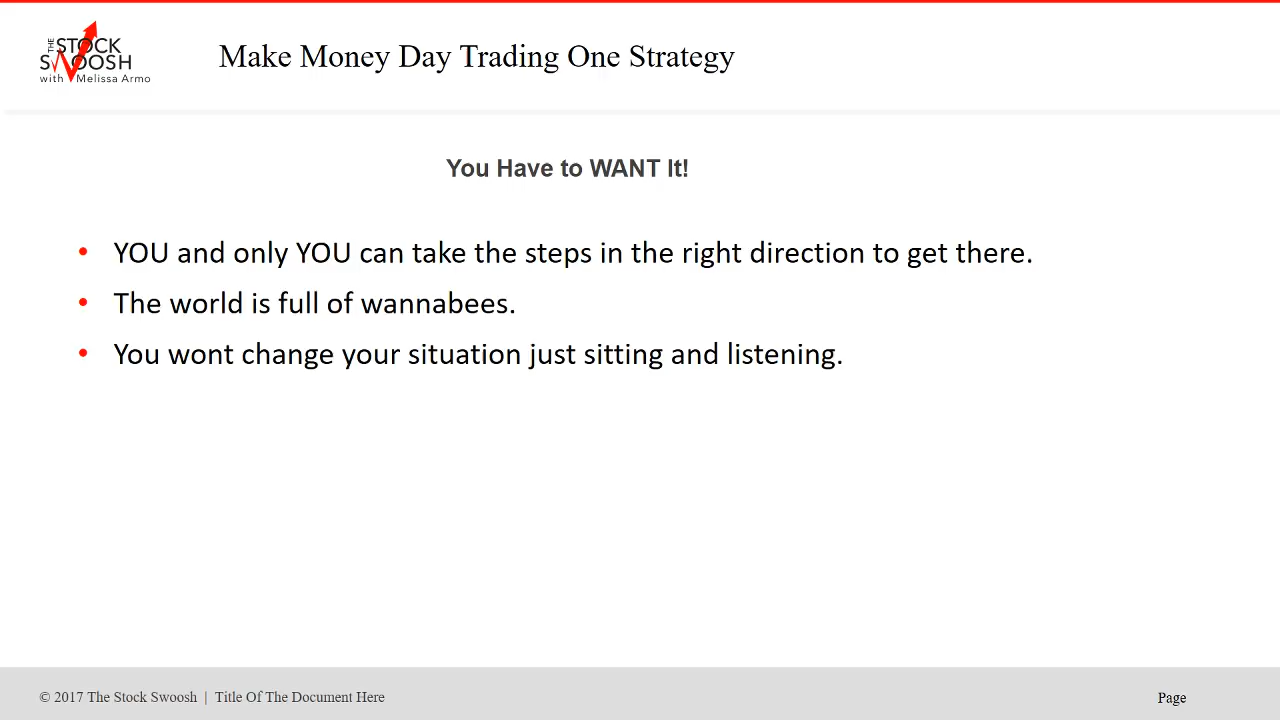 THE STOCK
SWOOSH
with Melissa Armo
Make Money Day Trading One Strategy
You Have to WANT It!
• YOU and only YOU can take the steps in the right direction to get there.
• The world is full of wannabees.
• You wont change your situation just sitting and listening.
© 2017 The Stock Swoosh | Title Of The Document Here
Page